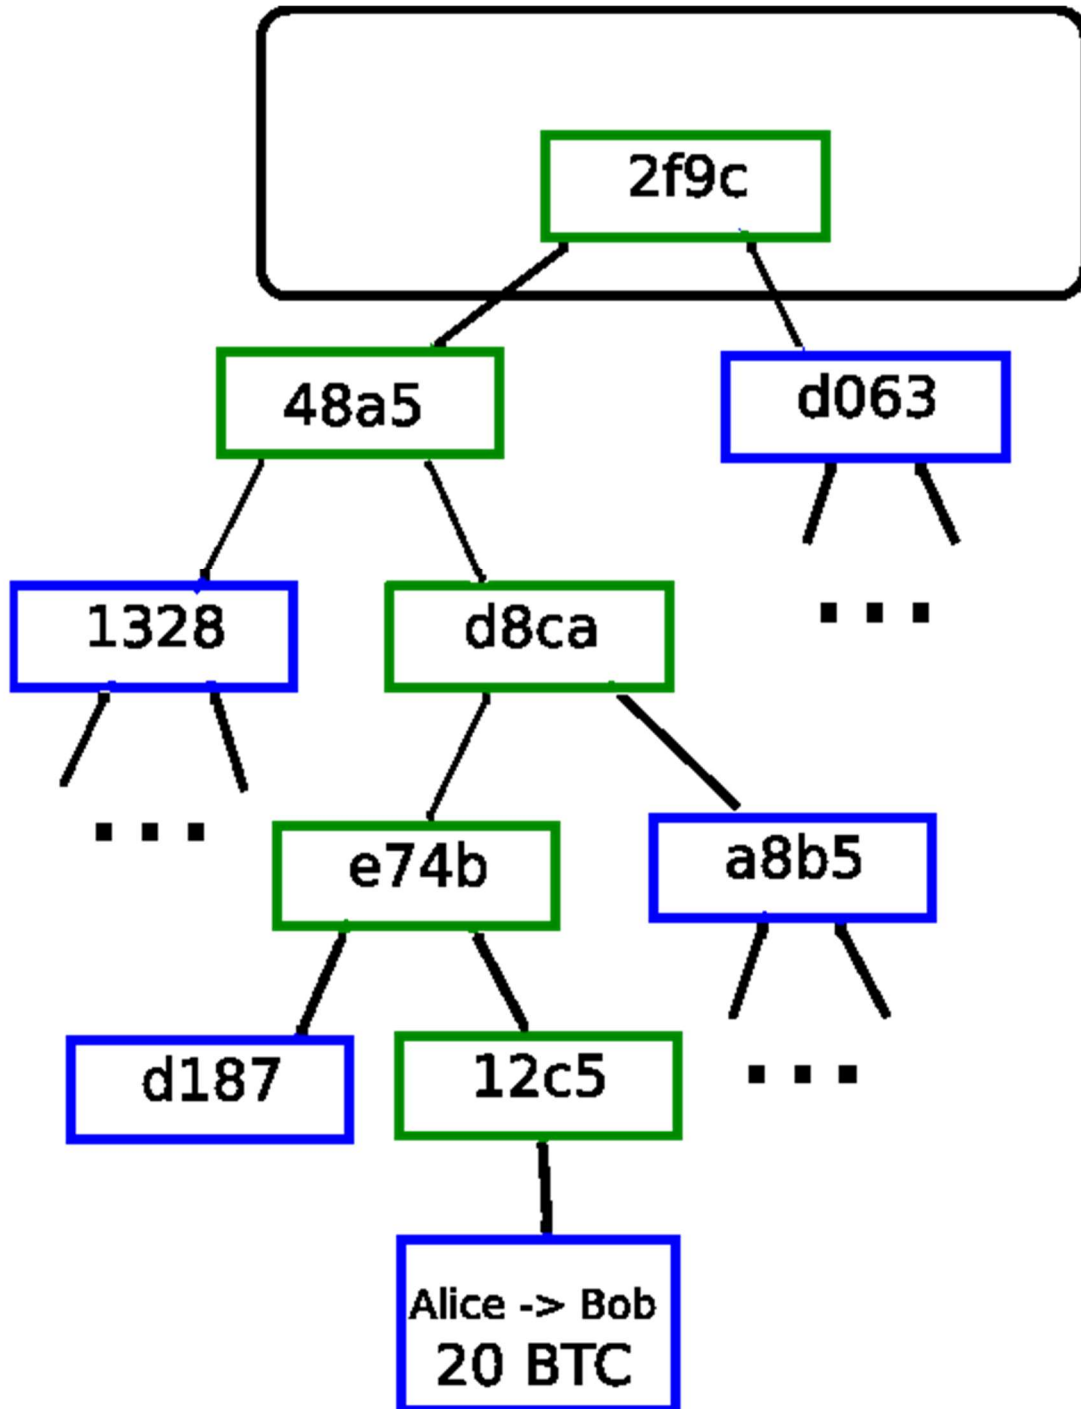 2f9c
48a5
d063
1328
d8ca
. . .
e74b
a8b5
. . .
d187
12c5
. . .
Alice -> Bob
20 BTC